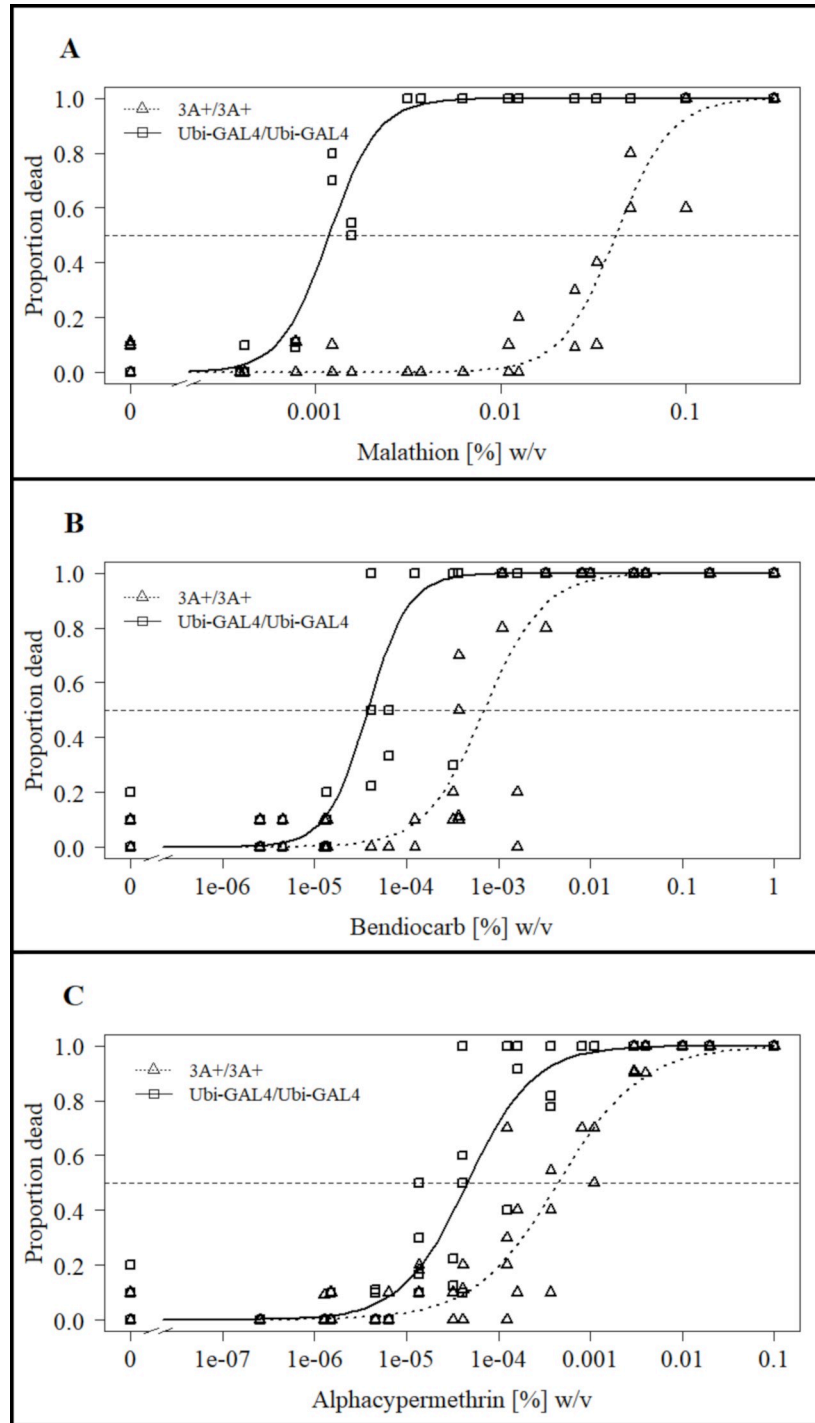 A
3A+/3A+
Ubi-GAL4/Ubi-GAL4
Proportion dead
1.0
0.8
0.6
0.4
0.2
0.0
0 0.001 0.01 0.1
Malathion [%] w/v
B
3A+/3A+
Ubi-GAL4/Ubi-GAL4
Proportion dead
1.0
0.8
0.6
0.4
0.2
0.0
0 1e-06 1e-05 1e-04 1e-03 0.01 0.1 1
Bendiocarb [%] w/v
C
3A+/3A+
Ubi-GAL4/Ubi-GAL4
Proportion dead
1.0
0.8
0.6
0.4
0.2
0.0
0 1e-07 1e-06 1e-05 1e-04 0.001 0.01 0.1
Alphacypermethrin [%] w/v